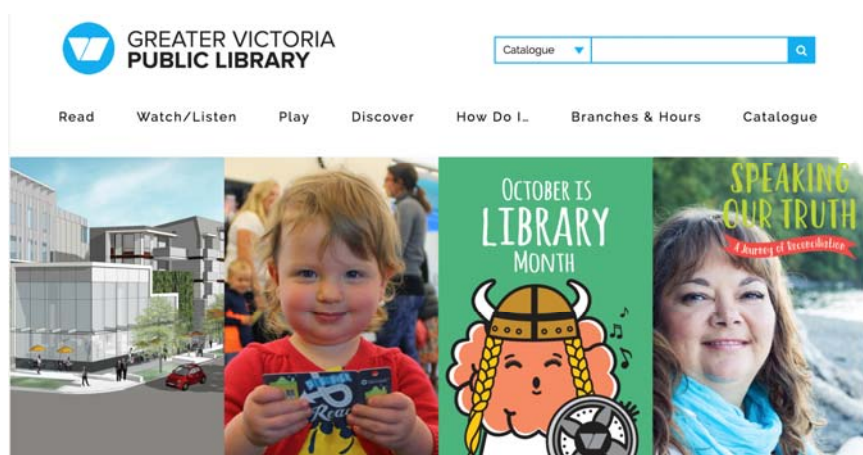 GREATER VICTORIA
PUBLIC LIBRARY
Catalogue
Read Watch/Listen Play Discover How Do I... Branches & Hours Catalogue
OCTOBER IS
LIBRARY
MONTH
SPEAKING
OUR TRUTH
A Journey of Reconciliation
Read